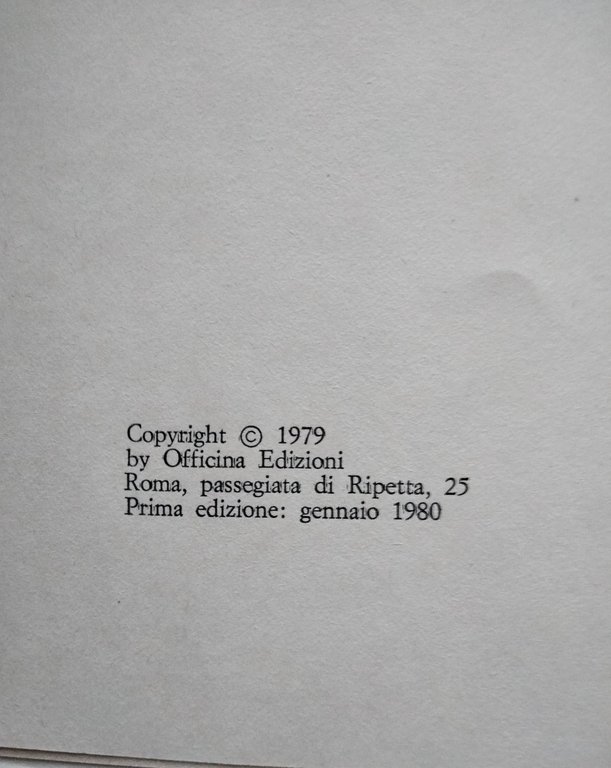 Copyright © 1979
by Officina Edizioni
Roma, passegiata di Ripetta, 25
Prima edizione: gennaio 1980